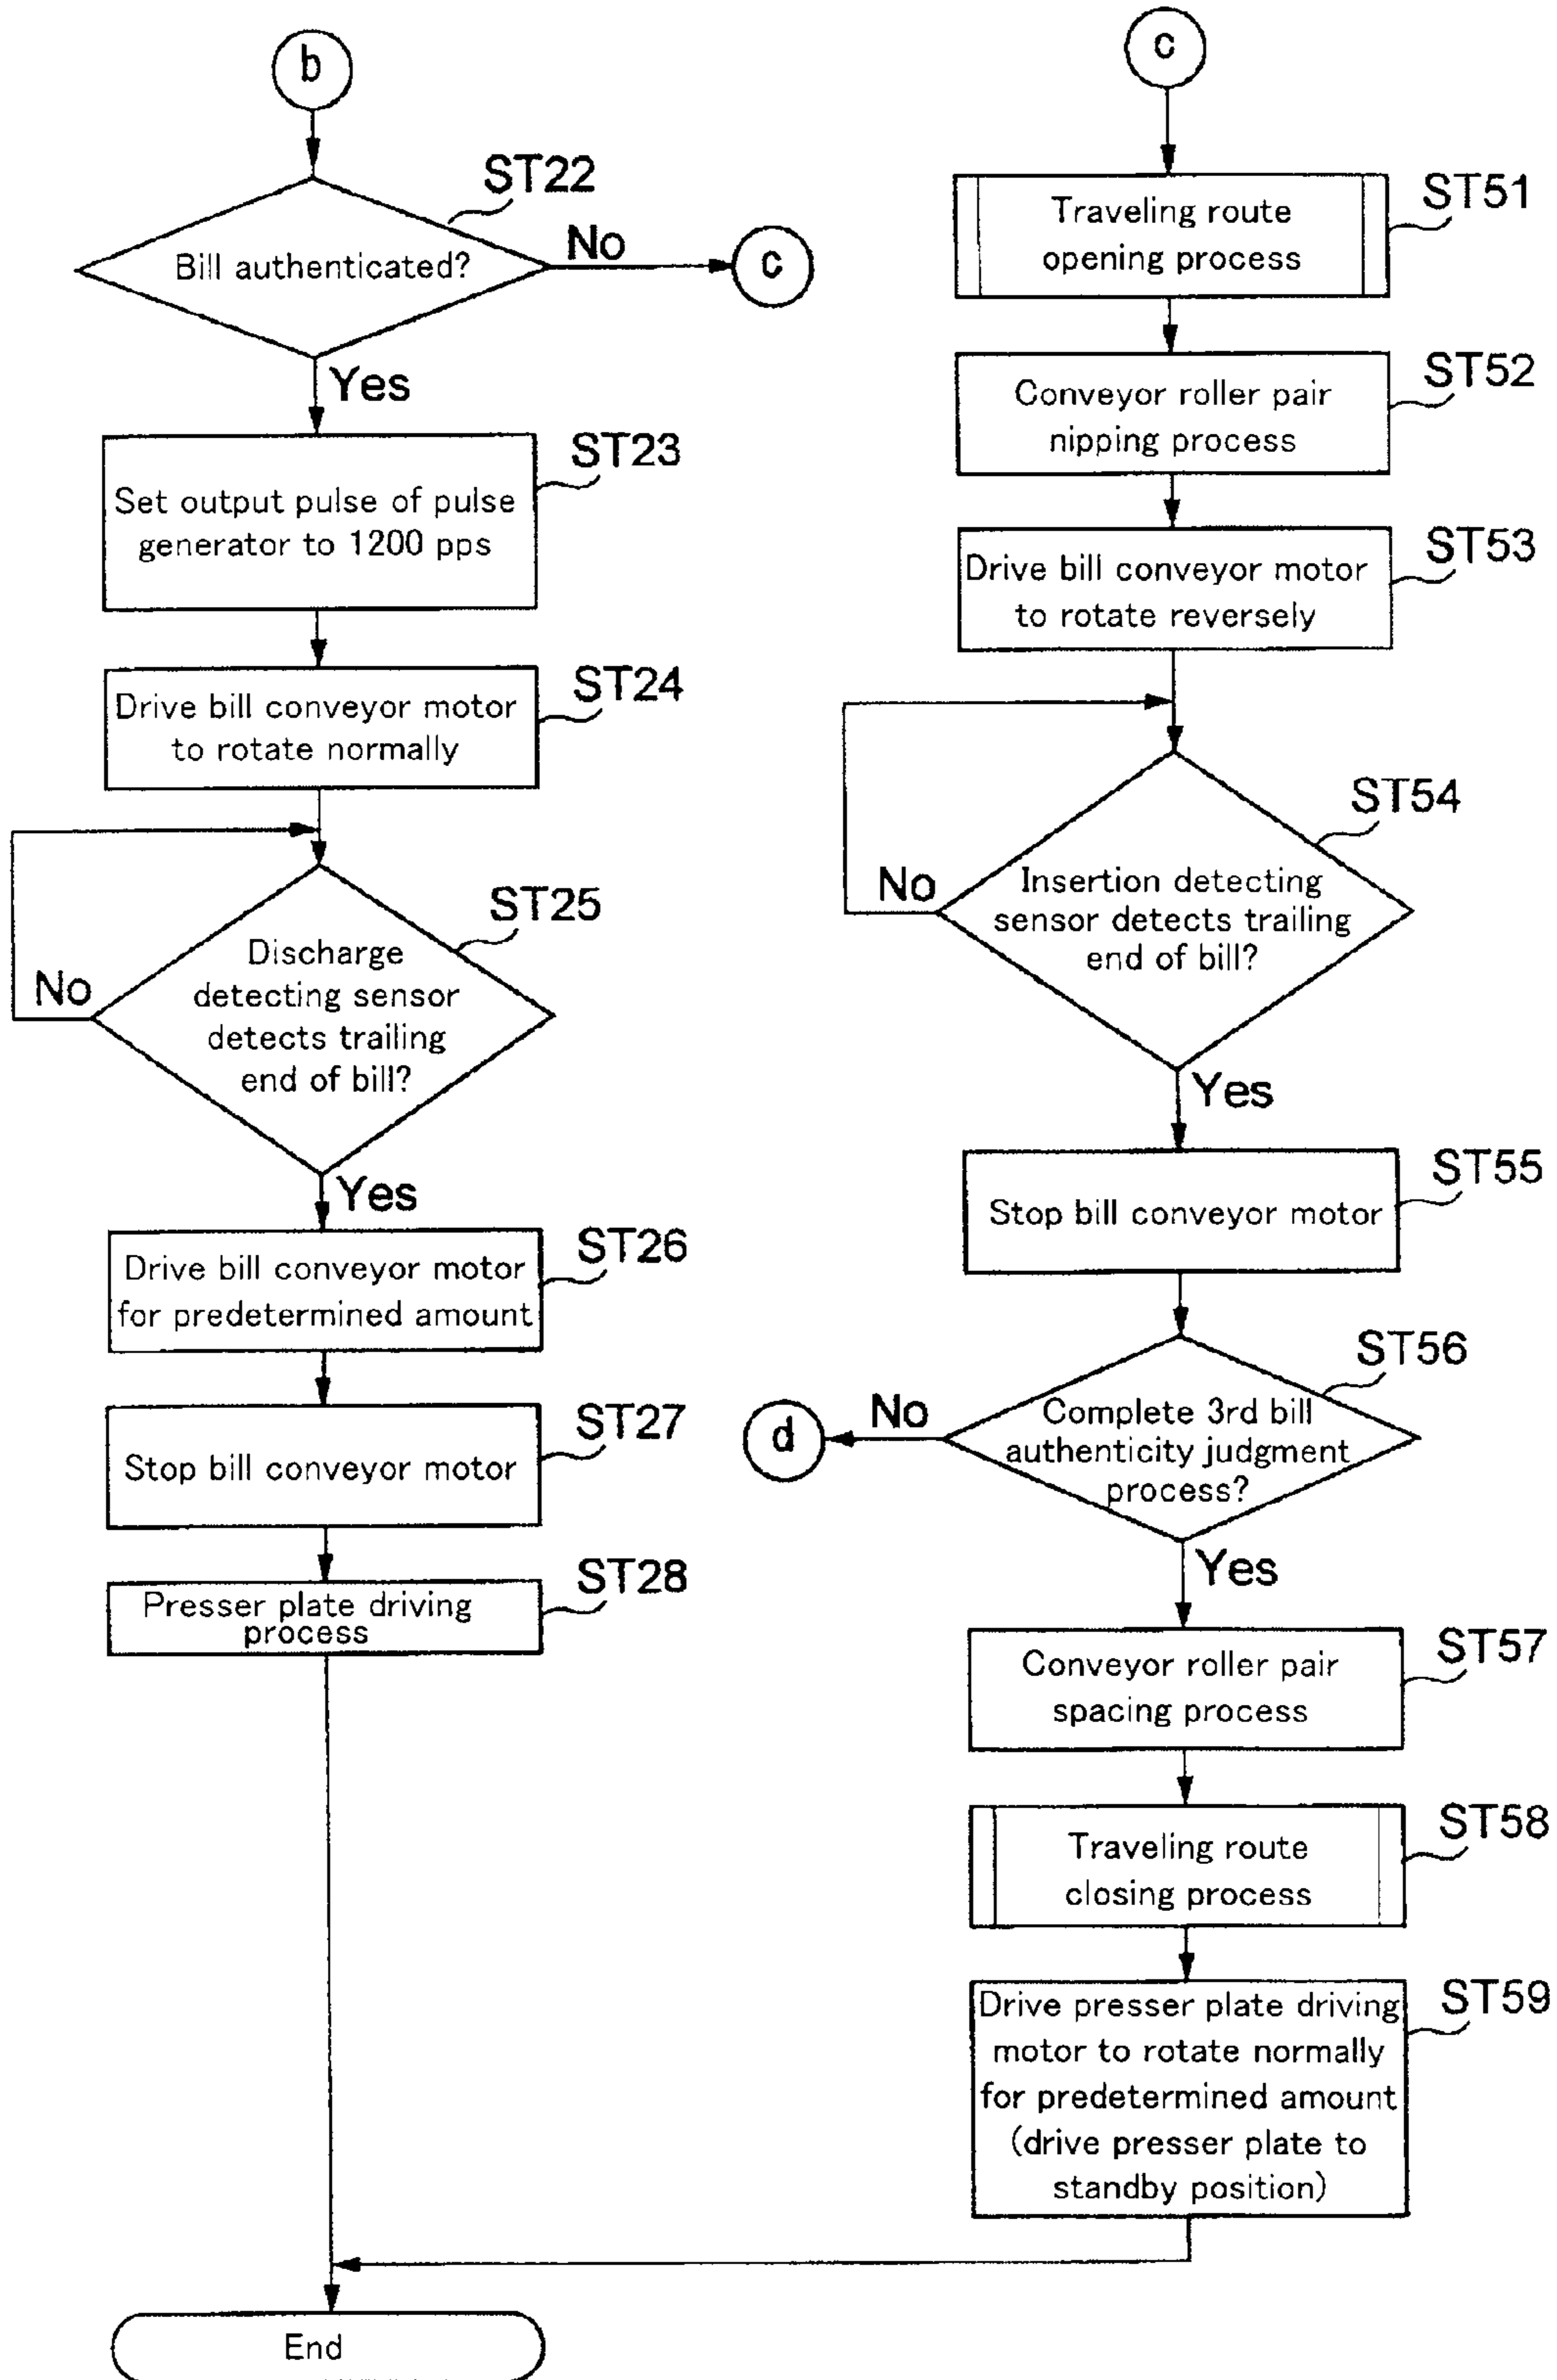 b
ST22
Bill authenticated?
No
c
Yes
ST23
Set output pulse of pulse
generator to 1200 pps
ST24
Drive bill conveyor motor
to rotate normally
ST25
Discharge
detecting sensor
detects trailing
end of bill?
No
Yes
ST26
Drive bill conveyor motor
for predetermined amount
ST27
Stop bill conveyor motor
ST28
Presser plate driving
process
End
c
ST51
Traveling route
opening process
ST52
Conveyor roller pair
nipping process
ST53
Drive bill conveyor motor
to rotate reversely
ST54
Insertion detecting
sensor detects trailing
end of bill?
No
Yes
ST55
Stop bill conveyor motor
ST56
Complete 3rd bill
authenticity judgment
process?
No
d
Yes
ST57
Conveyor roller pair
spacing process
ST58
Traveling route
closing process
ST59
Drive presser plate driving
motor to rotate normally
for predetermined amount
(drive presser plate to
standby position)